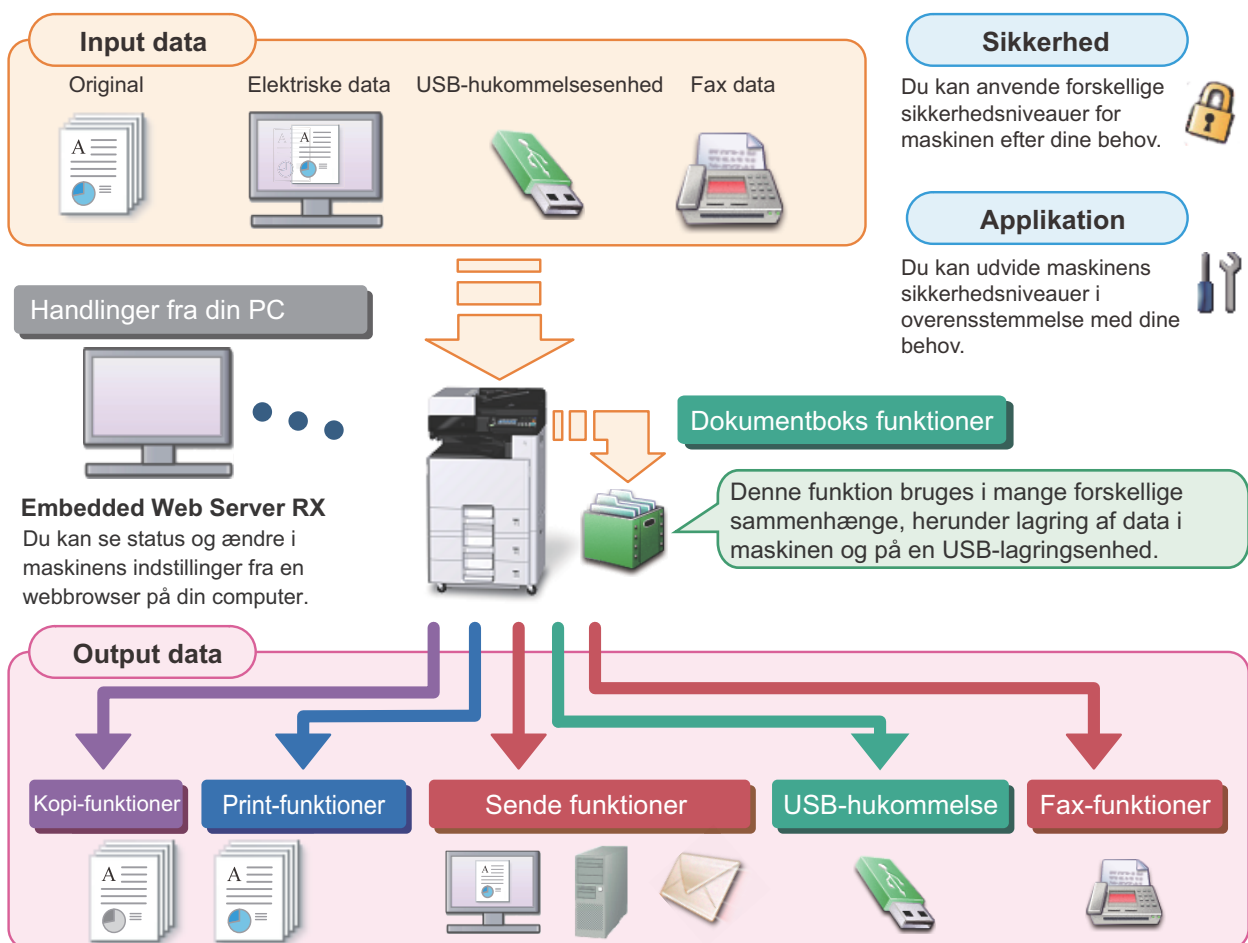 Input data
Original
Elektriske data
USB-hukommelsesenhed
Fax data
Sikkerhed
Du kan anvende forskellige
sikkerhedsniveauer for
maskinen efter dine behov.
Applikation
Du kan udvide maskinens
sikkerhedsniveauer i
overensstemmelse med dine
behov.
Handlinger fra din PC
Embedded Web Server RX
Du kan se status og ændre i
maskinens indstillinger fra en
webbrowser på din computer.
Dokumentboks funktioner
Denne funktion bruges i mange forskellige
sammenhænge, herunder lagring af data i
maskinen og på en USB-lagringsenhed.
Output data
Kopi-funktioner
Print-funktioner
Sende funktioner
USB-hukommelse
Fax-funktioner